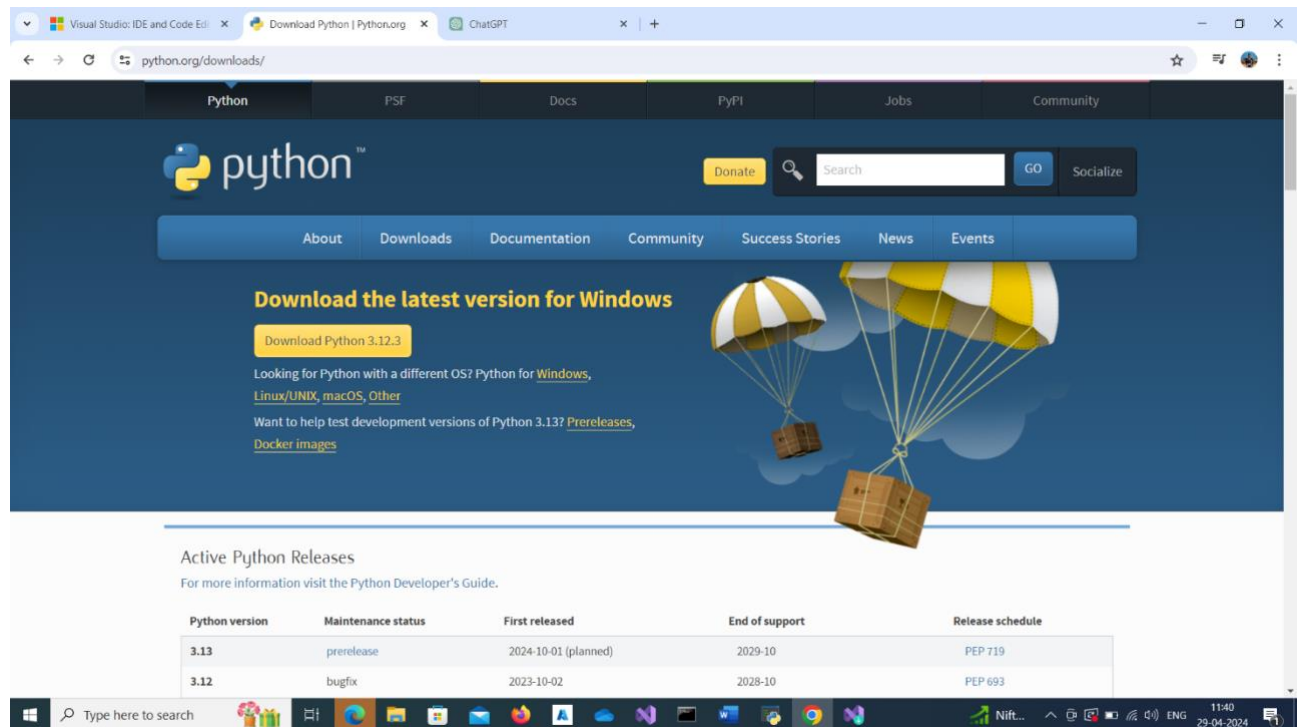 Visual Studio: IDE and Code Edi
Download Python | Python.org
ChatGPT
python.org/downloads/
Python PSF Docs PyPI Jobs Community
python™
Donate Search GO Socialize
About Downloads Documentation Community Success Stories News Events
Download the latest version for Windows
Download Python 3.12.3
Looking for Python with a different OS? Python for Windows,
Linux/UNIX, macOS, Other
Want to help test development versions of Python 3.13? Prereleases,
Docker images
Active Python Releases
For more information visit the Python Developer's Guide.
Python version Maintenance status First released End of support Release schedule
3.13 prerelease 2024-10-01 (planned) 2029-10 PEP 719
3.12 bugfix 2023-10-02 2028-10 PEP 693
Type here to search
Nift...
ENG
11:40
29-04-2024